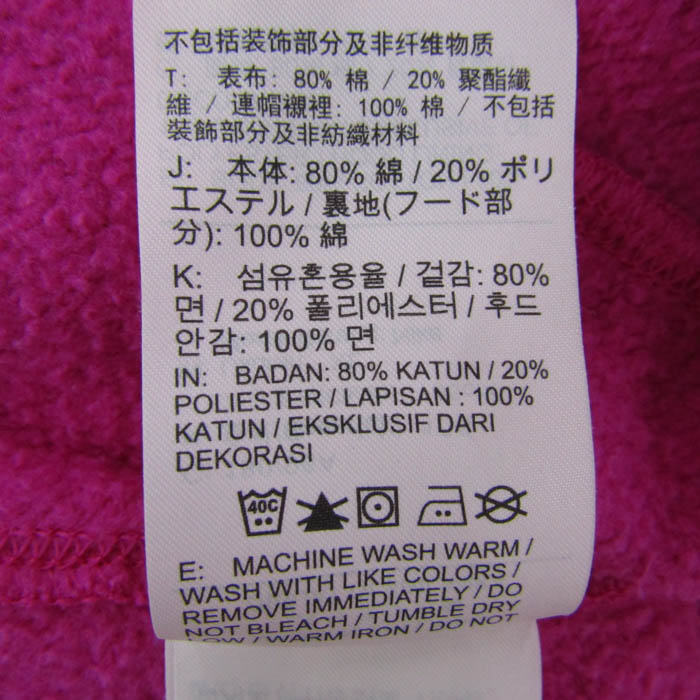 不包括装饰部分及非纤维物质
T: 表布: 80% 棉 / 20% 聚酯纖
維 / 連帽襯裡: 100% 棉 / 不包括
裝飾部分及非紡織材料
J: 本体: 80% 綿 / 20% ポリ
エステル / 裏地(フード部
分): 100% 綿
K: 섬유혼용율 / 겉감: 80%
면 / 20% 폴리에스터 / 후드
안감: 100% 면
IN: BADAN: 80% KATUN / 20%
POLIESTER / LAPISAN : 100%
KATUN / EKSKLUSIF DARI
DEKORASI
40C
E: MACHINE WASH WARM /
WASH WITH LIKE COLORS /
REMOVE IMMEDIATELY / DO
NOT BLEACH / TUMBLE DRY
LOW / WARM IRON / DO NOT